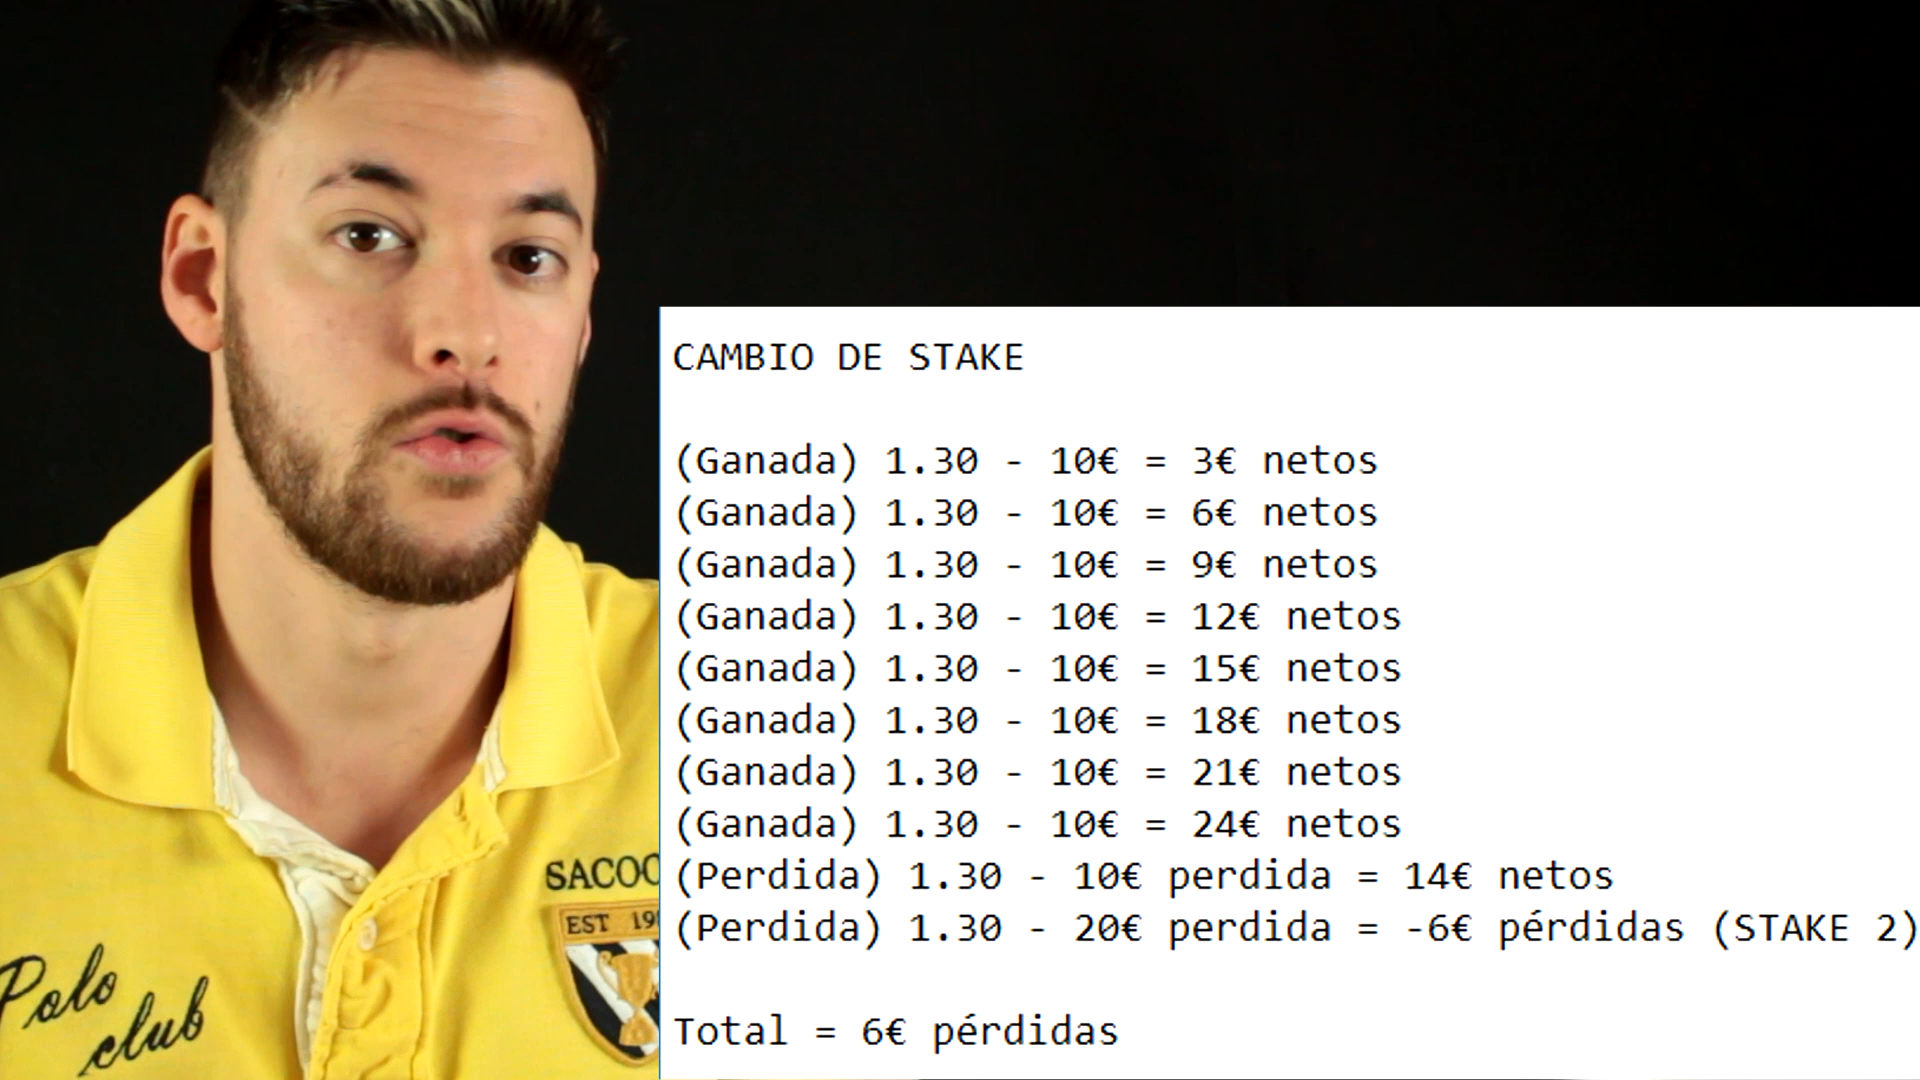 CAMBIO DE STAKE
(Ganada) 1.30 - 10€ = 3€ netos
(Ganada) 1.30 - 10€ = 6€ netos
(Ganada) 1.30 - 10€ = 9€ netos
(Ganada) 1.30 - 10€ = 12€ netos
(Ganada) 1.30 - 10€ = 15€ netos
(Ganada) 1.30 - 10€ = 18€ netos
(Ganada) 1.30 - 10€ = 21€ netos
(Ganada) 1.30 - 10€ = 24€ netos
(Perdida) 1.30 - 10€ perdida = 14€ netos
(Perdida) 1.30 - 20€ perdida = -6€ pérdidas (STAKE 2)
Total = 6€ pérdidas
Polo
club
EST